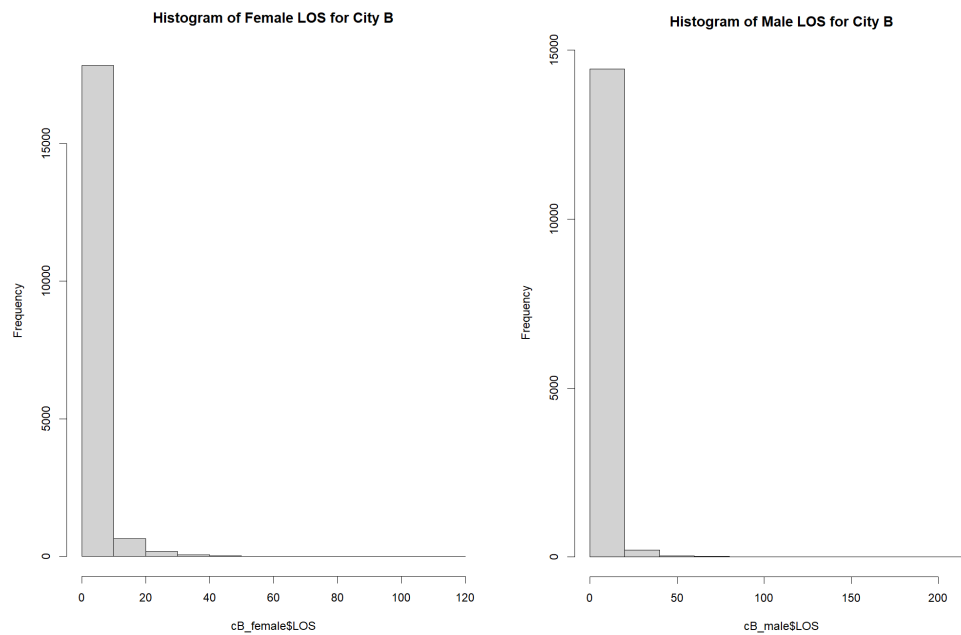 Histogram of Female LOS for City B
Frequency
15000
10000
5000
0
0 20 40 60 80 100 120
cB_female$LOS
Histogram of Male LOS for City B
Frequency
15000
10000
5000
0
0 50 100 150 200
cB_male$LOS